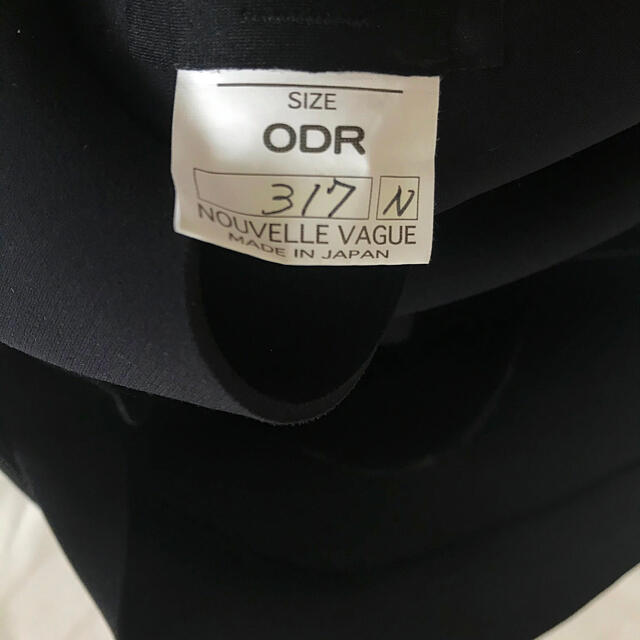 SIZE
ODR
317 N
NOUVELLE VAGUE
MADE IN JAPAN